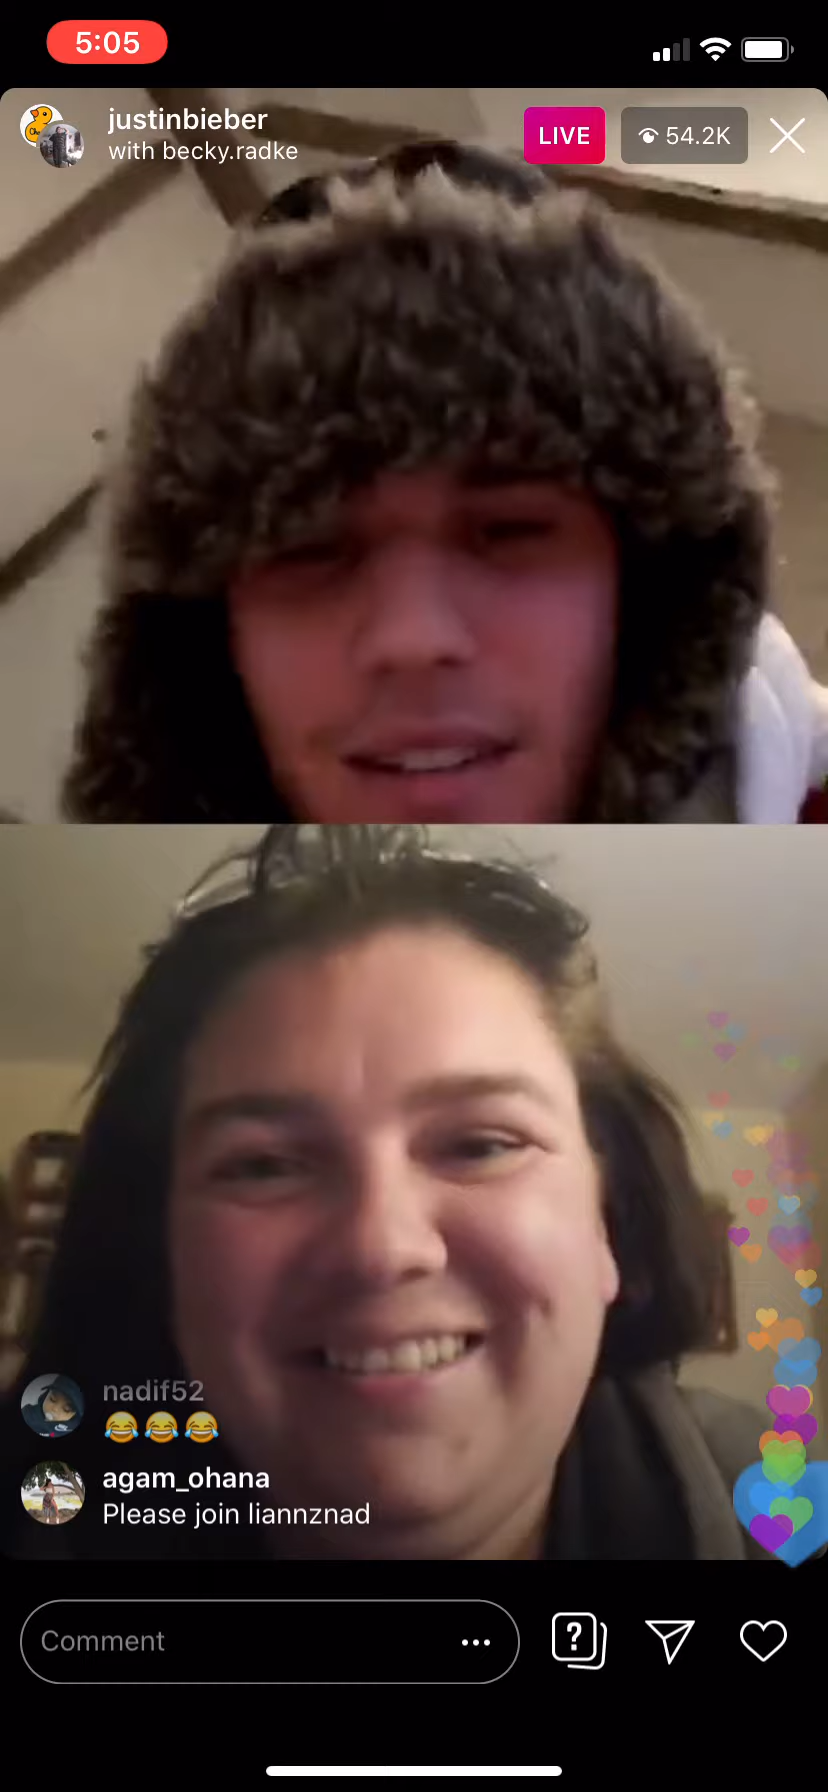 5:05
justinbieber
with becky.radke
LIVE
54.2K
nadif52
😂😂😂
agam_ohana
Please join liannznad
Comment
?